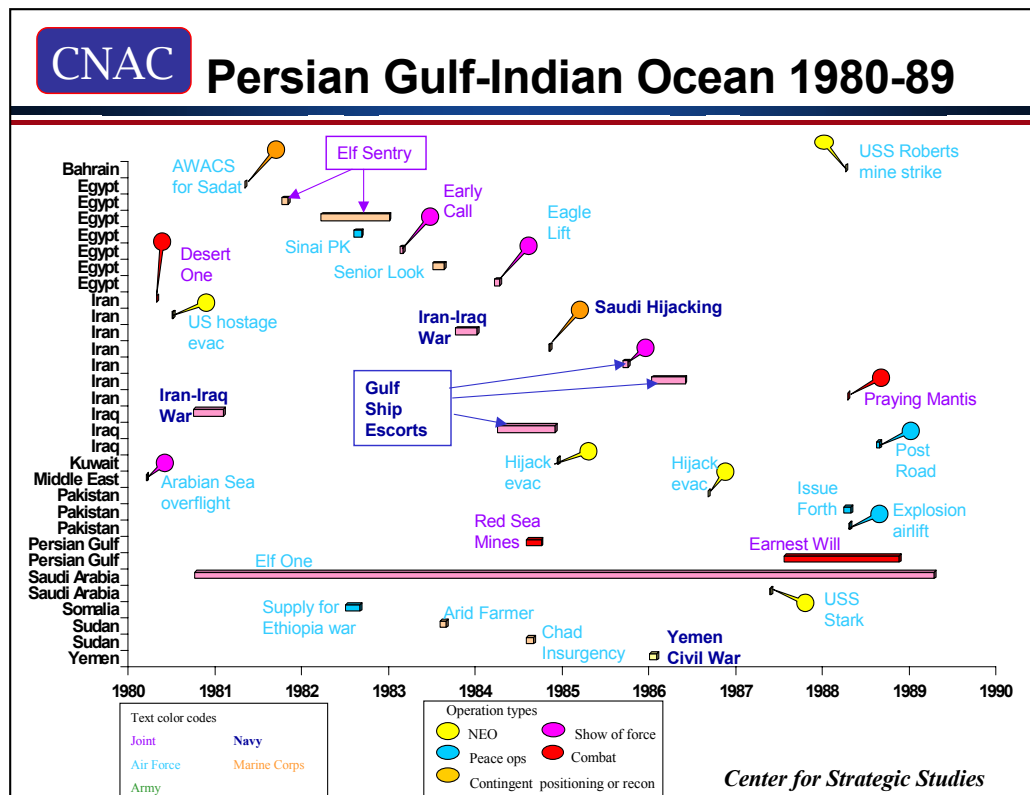 CNAC
Persian Gulf-Indian Ocean 1980-89
Bahrain
Egypt
Egypt
Egypt
Egypt
Egypt
Egypt
Egypt
Iran
Iran
Iran
Iran
Iran
Iran
Iran
Iraq
Iraq
Iraq
Kuwait
Middle East
Pakistan
Pakistan
Pakistan
Persian Gulf
Persian Gulf
Saudi Arabia
Saudi Arabia
Somalia
Sudan
Sudan
Yemen
AWACS
for Sadat
Elf Sentry
USS Roberts
mine strike
Early
Call
Eagle
Lift
Sinai PK
Senior Look
Desert
One
US hostage
evac
Iran-Iraq
War
Saudi Hijacking
Iran-Iraq
War
Gulf
Ship
Escorts
Praying Mantis
Post
Road
Arabian Sea
overflight
Hijack
evac
Hijack
evac
Issue
Forth
Explosion
airlift
Red Sea
Mines
Earnest Will
Elf One
Supply for
Ethiopia war
Arid Farmer
Chad
Insurgency
Yemen
Civil War
USS
Stark
1980 1981 1982 1983 1984 1985 1986 1987 1988 1989 1990
Text color codes
Joint Navy
Air Force Marine Corps
Army
Operation types
NEO Show of force
Peace ops Combat
Contingent positioning or recon
Center for Strategic Studies